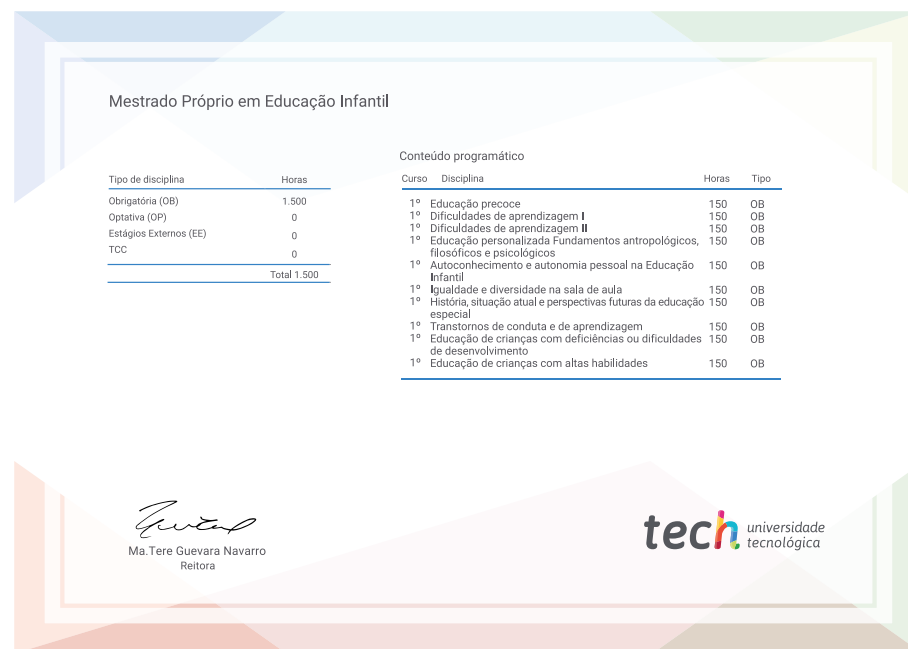 Mestrado Próprio em Educação Infantil
Tipo de disciplina Horas
Obrigatória (OB) 1.500
Optativa (OP) 0
Estágios Externos (EE) 0
TCC 0
Total 1.500
Conteúdo programático
Curso Disciplina Horas Tipo
1º Educação precoce 150 OB
1º Dificuldades de aprendizagem I 150 OB
1º Dificuldades de aprendizagem II 150 OB
1º Educação personalizada Fundamentos antropológicos, 150 OB
filosóficos e psicológicos
1º Autoconhecimento e autonomia pessoal na Educação 150 OB
Infantil
1º Igualdade e diversidade na sala de aula 150 OB
1º História, situação atual e perspectivas futuras da educação 150 OB
especial
1º Transtornos de conduta e de aprendizagem 150 OB
1º Educação de crianças com deficiências ou dificuldades 150 OB
de desenvolvimento
1º Educação de crianças com altas habilidades 150 OB
Ma.Tere Guevara Navarro
Reitora
tech universidade
tecnológica